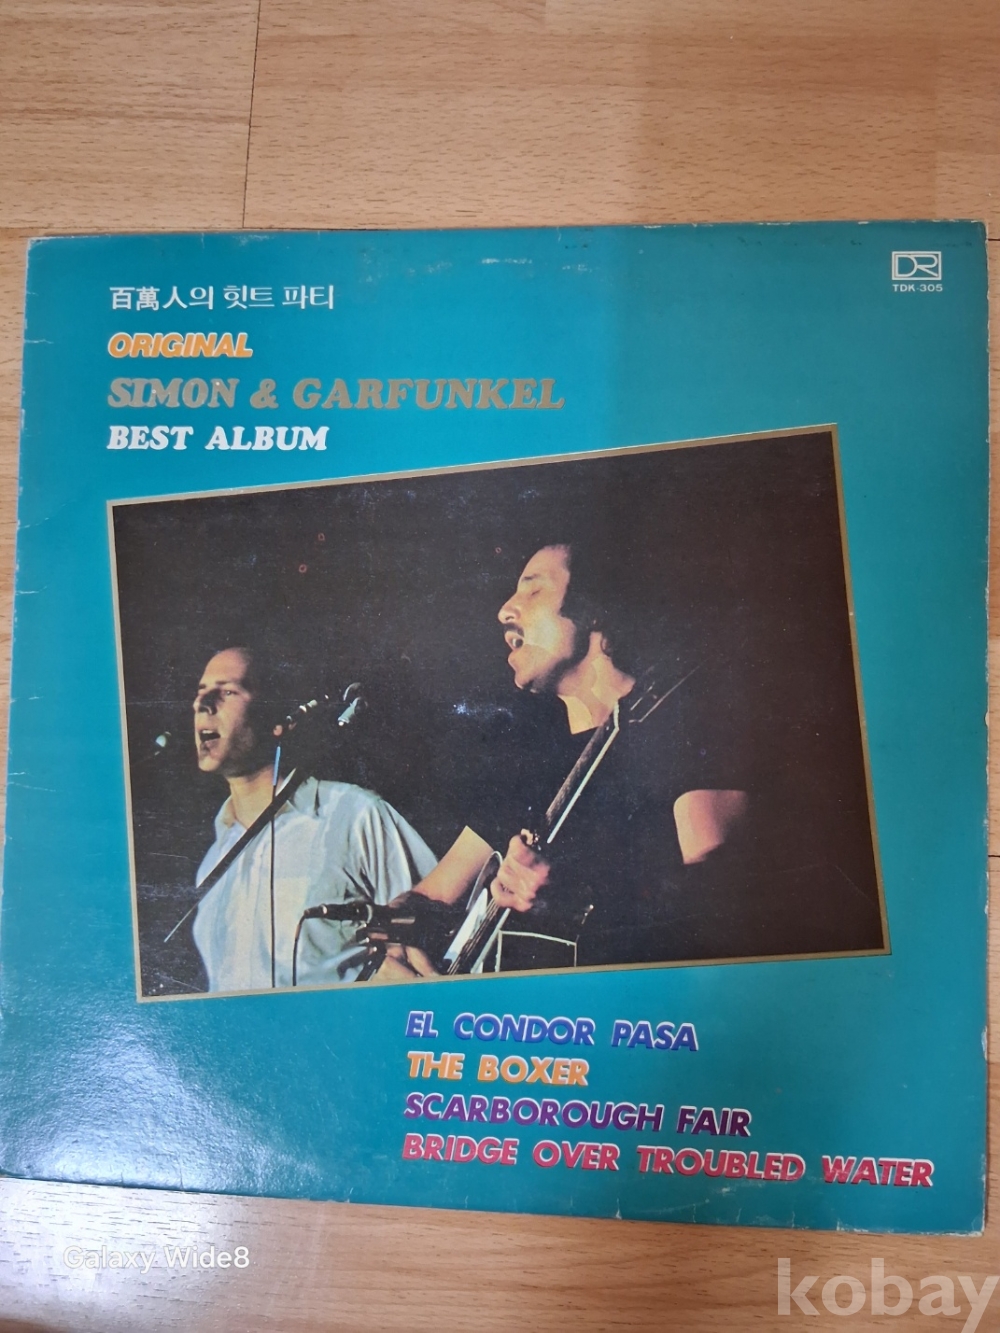 百萬人의 힛트 파티
DR
TDK-305
ORIGINAL
SIMON & GARFUNKEL
BEST ALBUM
EL CONDOR PASA
THE BOXER
SCARBOROUGH FAIR
BRIDGE OVER TROUBLED WATER
Galaxy Wide8
kobay